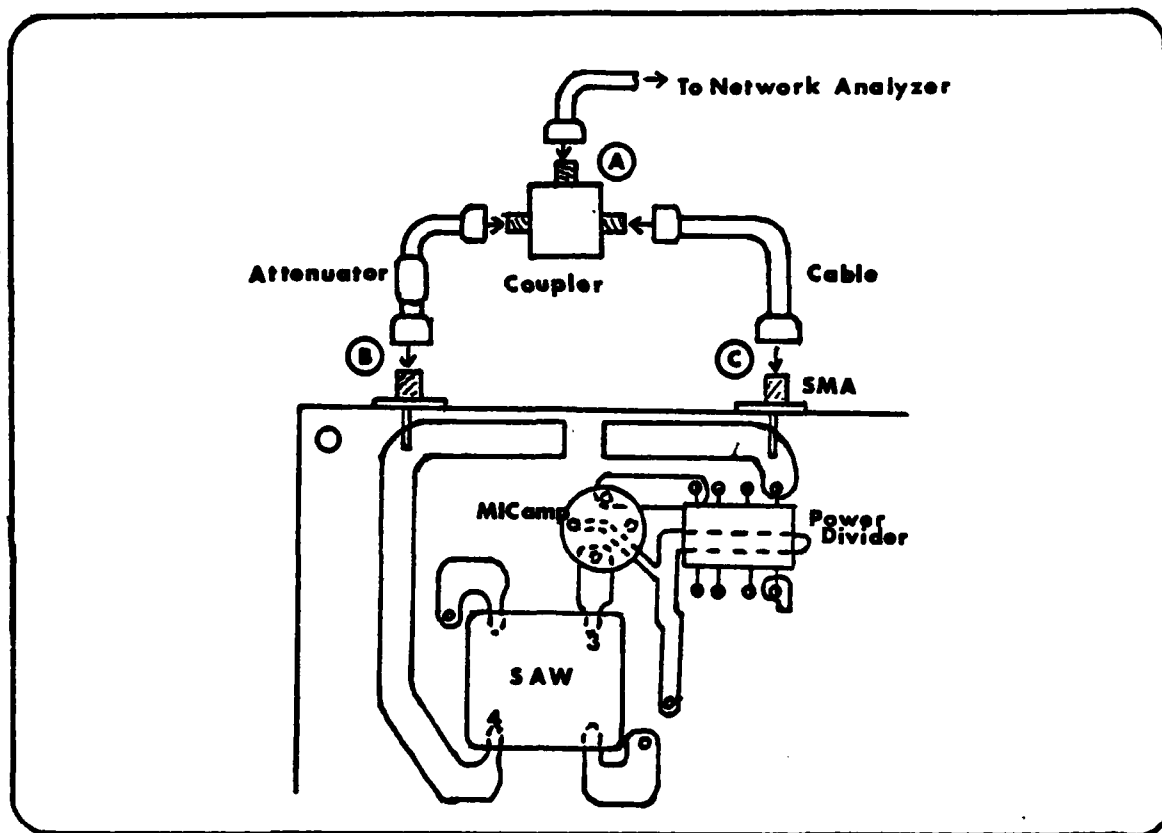 To Network Analyzer
A
Attenuator
Coupler
Cable
B
C
SMA
MICamp
Power
Divider
3
SAW
4